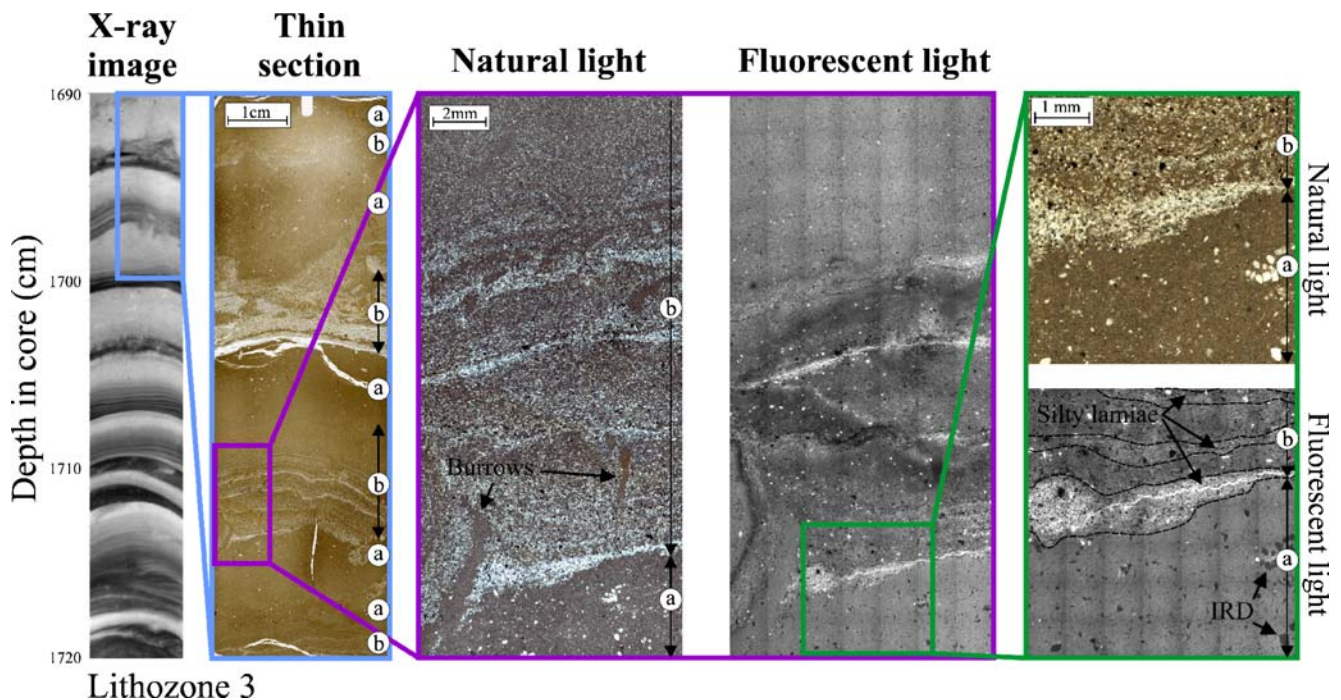 X-ray
image
Thin
section
Natural light
Fluorescent light
1690
1700
1710
1720
Depth in core (cm)
1cm
a
b
a
b
a
b
a
a
b
2mm
b
a
Burrows
1 mm
b
a
Natural light
Silty lamiae
b
a
IRD
Fluorescent light
Lithozone 3